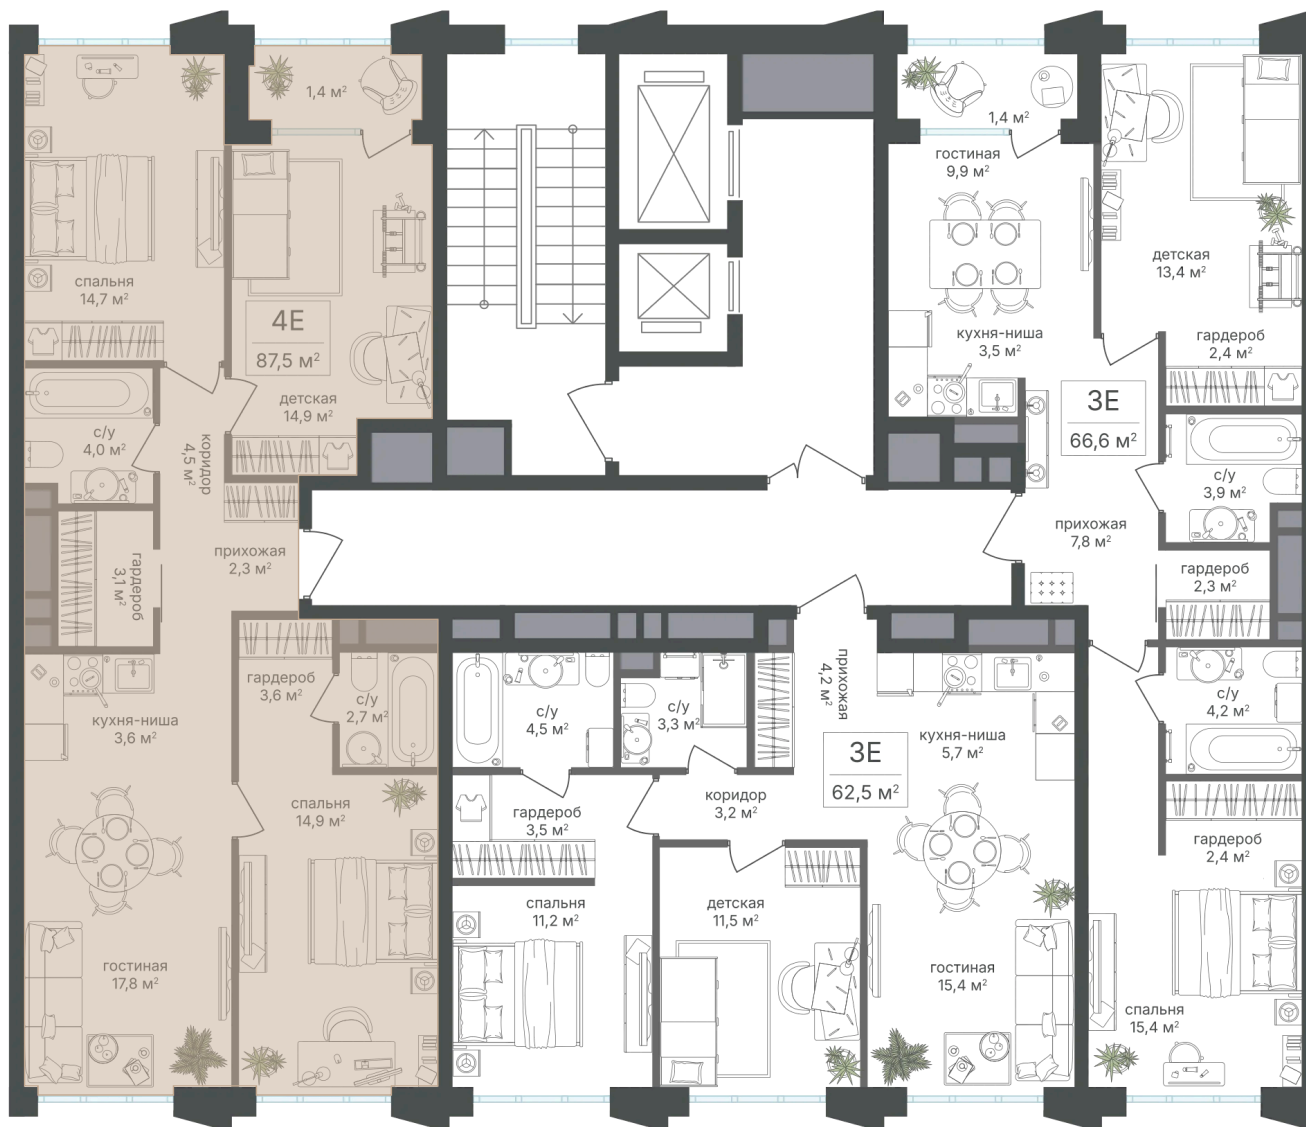 1,4 м²
спальня
14,7 м²
4Е
87,5 м²
детская
14,9 м²
с/у
4,0 м²
коридор
4,5 м²
прихожая
2,3 м²
гардероб
3,1 м²
кухня-ниша
3,6 м²
гардероб
3,6 м²
с/у
2,7 м²
спальня
14,9 м²
гостиная
17,8 м²
1,4 м²
гостиная
9,9 м²
кухня-ниша
3,5 м²
детская
13,4 м²
гардероб
2,4 м²
3Е
66,6 м²
с/у
3,9 м²
прихожая
7,8 м²
гардероб
2,3 м²
с/у
4,2 м²
гардероб
2,4 м²
спальня
15,4 м²
с/у
4,5 м²
с/у
3,3 м²
прихожая
4,2 м²
кухня-ниша
5,7 м²
3Е
62,5 м²
гардероб
3,5 м²
коридор
3,2 м²
спальня
11,2 м²
детская
11,5 м²
гостиная
15,4 м²